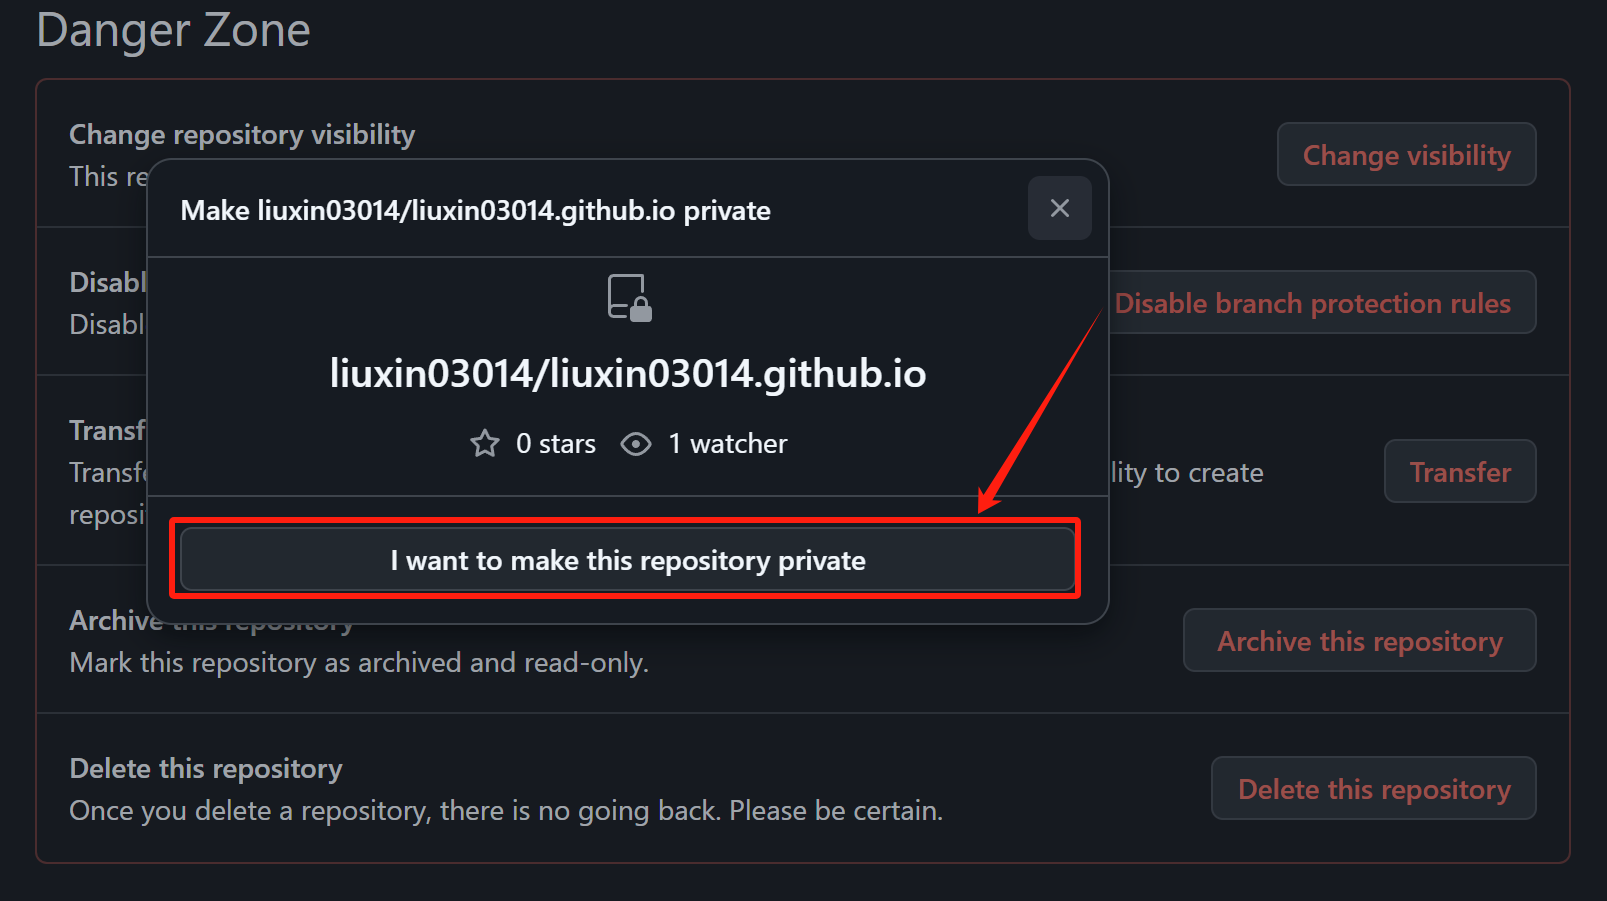 Danger Zone
Change repository visibility
This re
Change visibility
Make liuxin03014/liuxin03014.github.io private
Disabl
Disabl
Disable branch protection rules
liuxin03014/liuxin03014.github.io
0 stars
1 watcher
Transf
Transfe
lity to create
reposi
Transfer
I want to make this repository private
Archive this repository
Mark this repository as archived and read-only.
Archive this repository
Delete this repository
Once you delete a repository, there is no going back. Please be certain.
Delete this repository